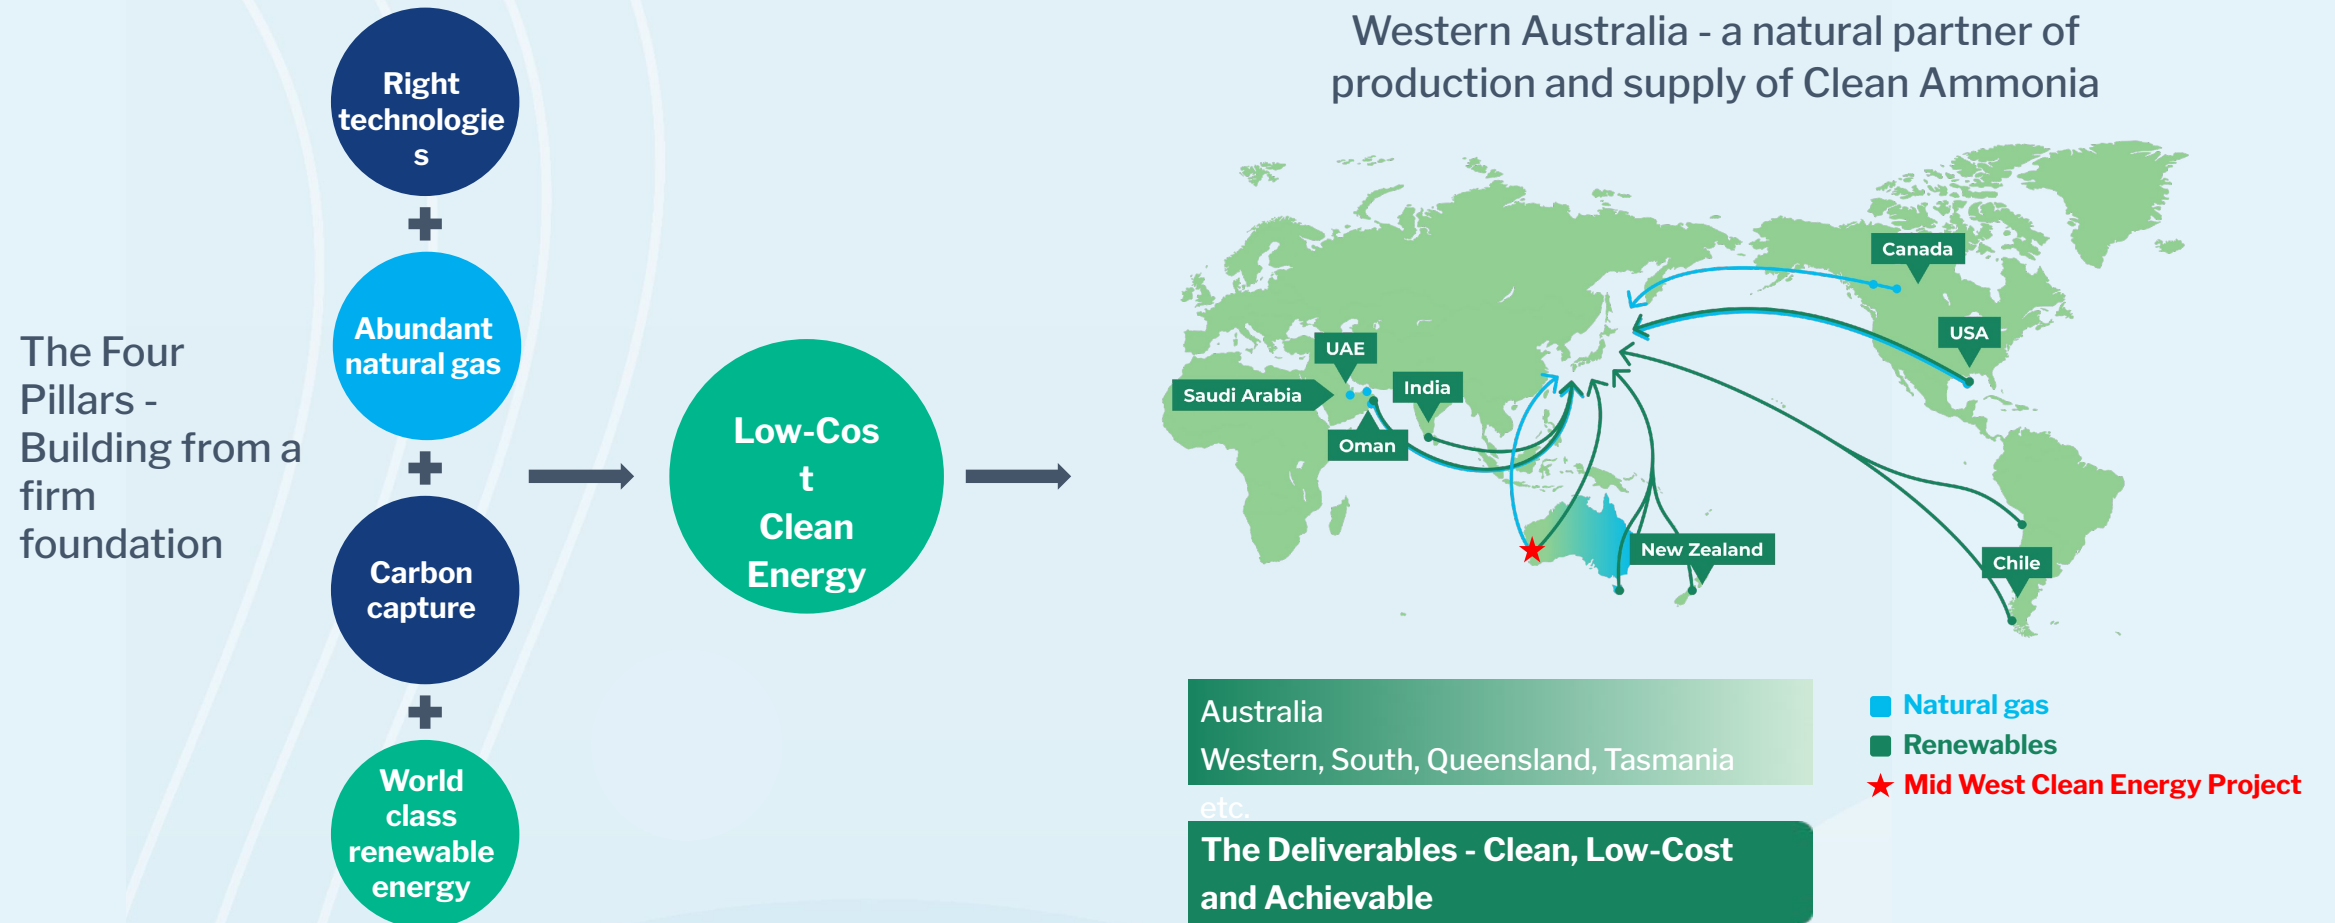 The Four
Pillars -
Building from a
firm
foundation
Right
technologie
s
Abundant
natural gas
Carbon
capture
World
class
renewable
energy
Low-Cos
t
Clean
Energy
Western Australia - a natural partner of
production and supply of Clean Ammonia
Canada
USA
UAE
Saudi Arabia
India
Oman
New Zealand
Chile
Australia
Western, South, Queensland, Tasmania
etc.
The Deliverables - Clean, Low-Cost
and Achievable
Natural gas
Renewables
Mid West Clean Energy Project